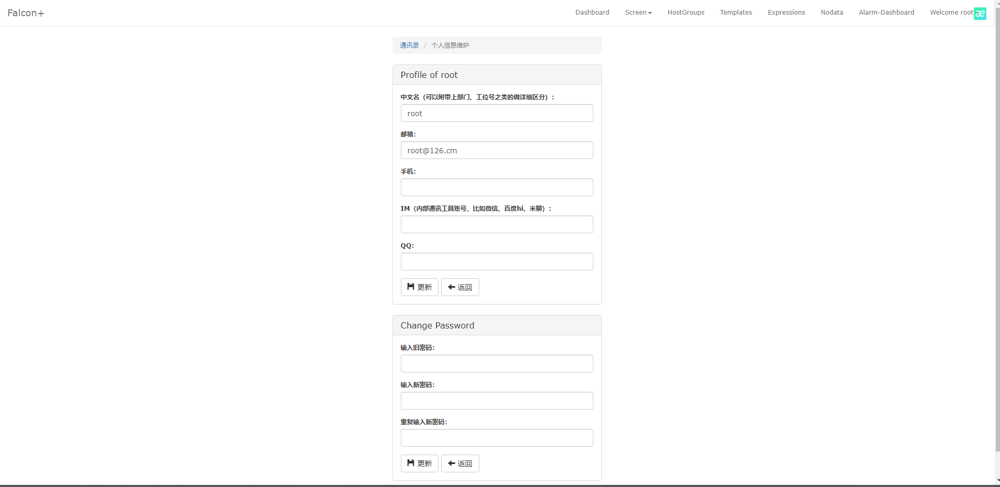 Falcon+
Dashboard Screen HostGroups Templates Expressions Nodata Alarm-Dashboard Welcome root æ
通讯录 / 个人信息维护
Profile of root
中文名（可以附带上部门、工位号之类的做详细区分）：
root
邮箱：
root@126.cm
手机：
IM（内部通讯工具账号，比如微信、百度hi、米聊）：
QQ：
更新 返回
Change Password
输入旧密码：
输入新密码：
重复输入新密码：
更新 返回